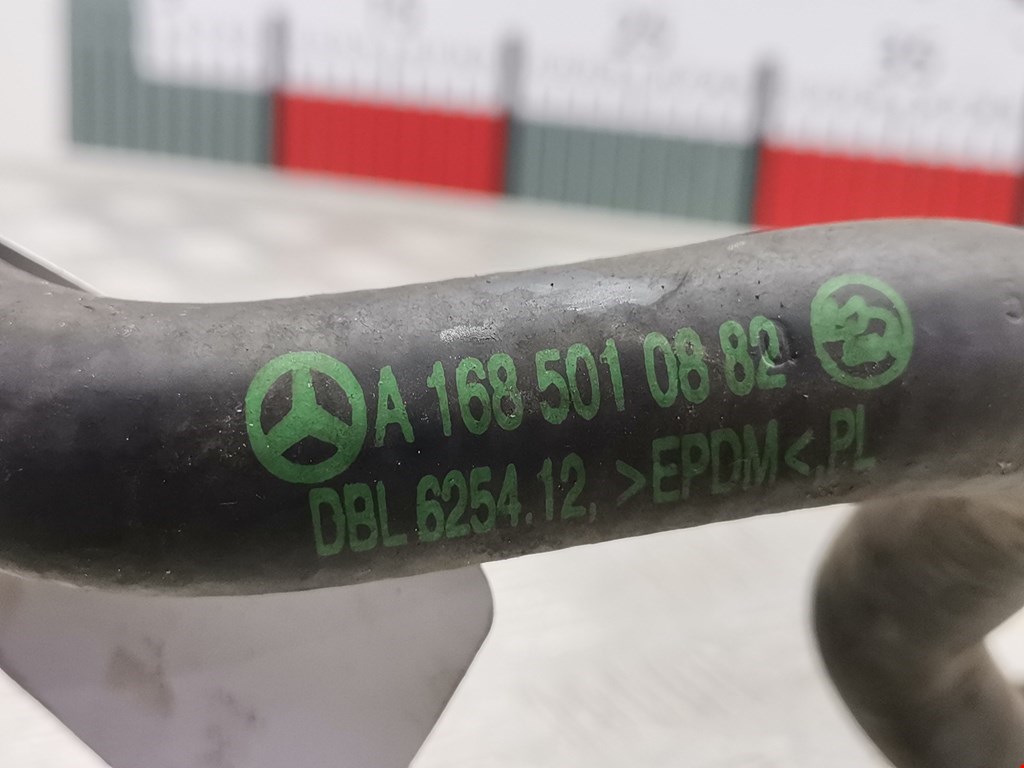 A 168 501 08 82
DBL 6254.12, >EPDM<,PL